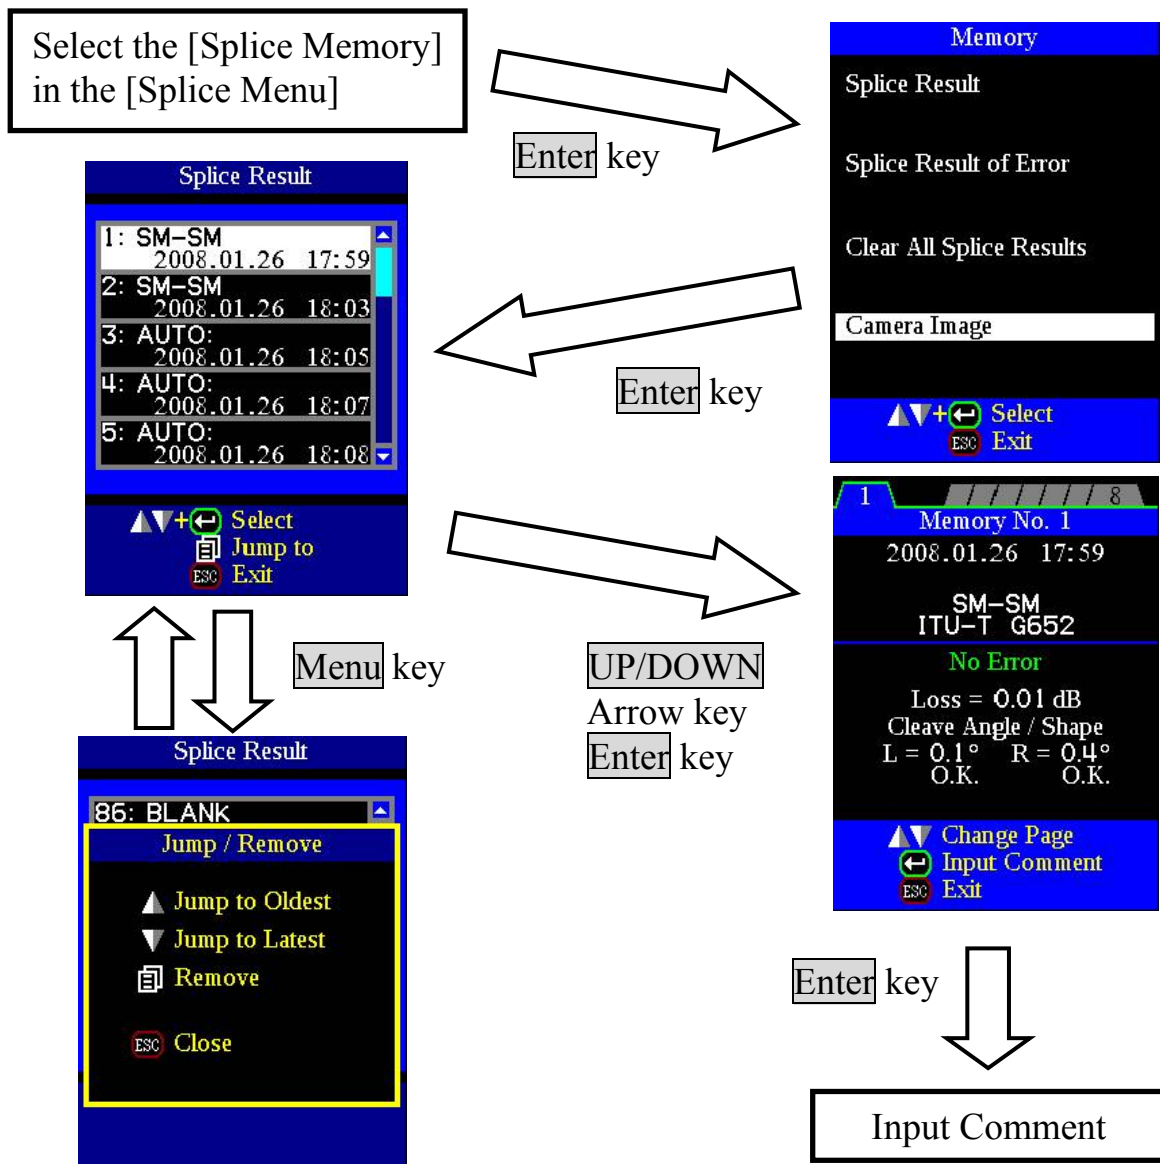 Select the [Splice Memory]
in the [Splice Menu]
Enter key
Memory
Splice Result
Splice Result of Error
Clear All Splice Results
Camera Image
+ Select
ESC Exit
Enter key
Splice Result
1: SM-SM
2008.01.26 17:59
2: SM-SM
2008.01.26 18:03
3: AUTO:
2008.01.26 18:05
4: AUTO:
2008.01.26 18:07
5: AUTO:
2008.01.26 18:08
+ Select
Jump to
ESC Exit
UP/DOWN
Arrow key
Enter key
1 8
Memory No. 1
2008.01.26 17:59
SM-SM
ITU-T G652
No Error
Loss = 0.01 dB
Cleave Angle / Shape
L = 0.1° R = 0.4°
O.K. O.K.
Change Page
Input Comment
ESC Exit
Menu key
Splice Result
86: BLANK
Jump / Remove
Jump to Oldest
Jump to Latest
Remove
ESC Close
Enter key
Input Comment